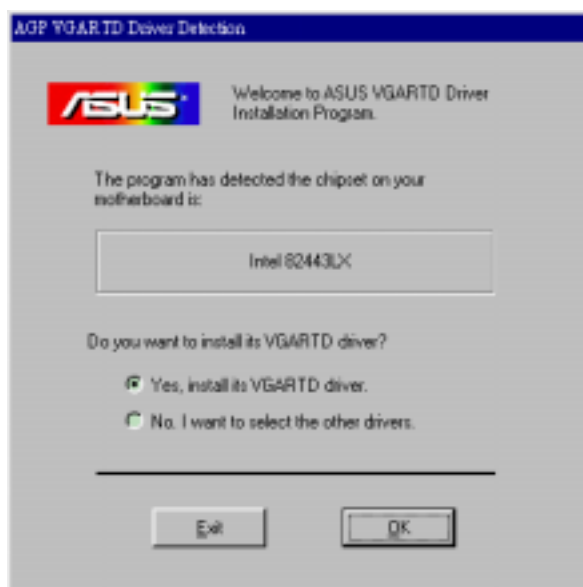 AGP VGARTD Driver Detection
ASUS
Welcome to ASUS VGARTD Driver
Installation Program.
The program has detected the chipset on your
motherboard is:
Intel 82443LX
Do you want to install its VGARTD driver?
Yes, install its VGARTD driver.
No. I want to select the other drivers.
Exit
OK